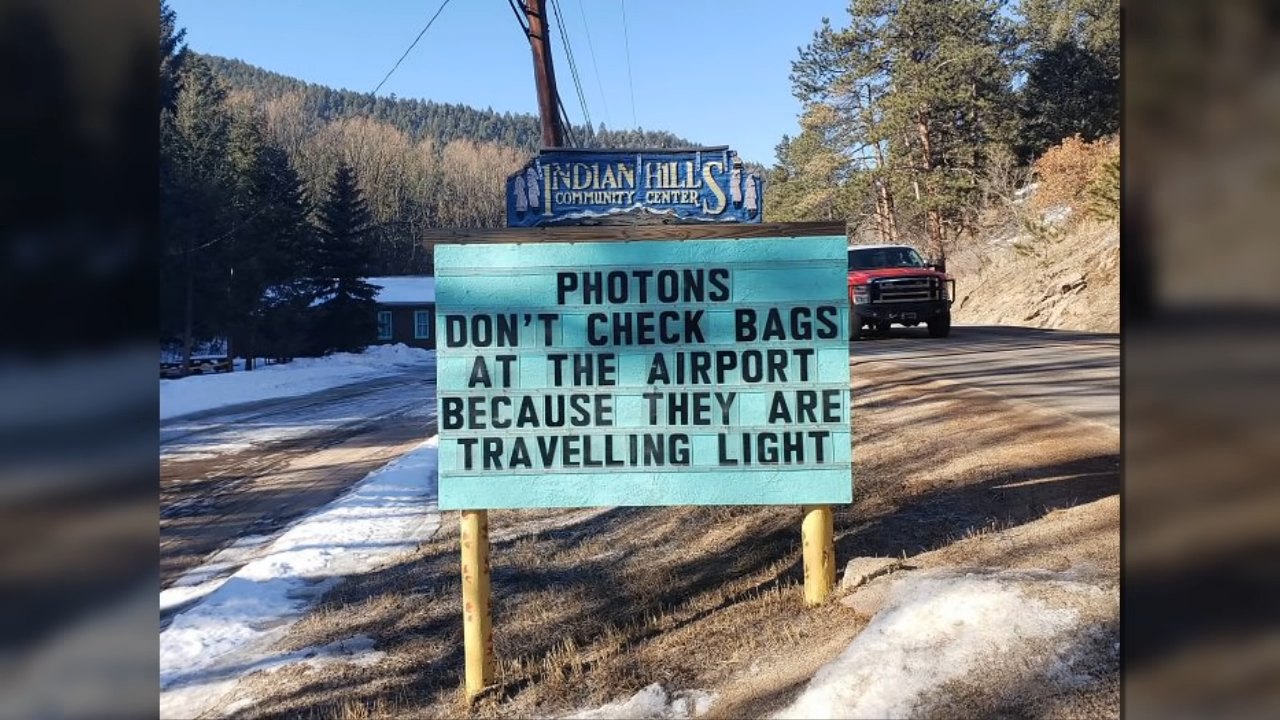 INDIAN HILLS
COMMUNITY CENTER
PHOTONS
DON'T CHECK BAGS
AT THE AIRPORT
BECAUSE THEY ARE
TRAVELLING LIGHT